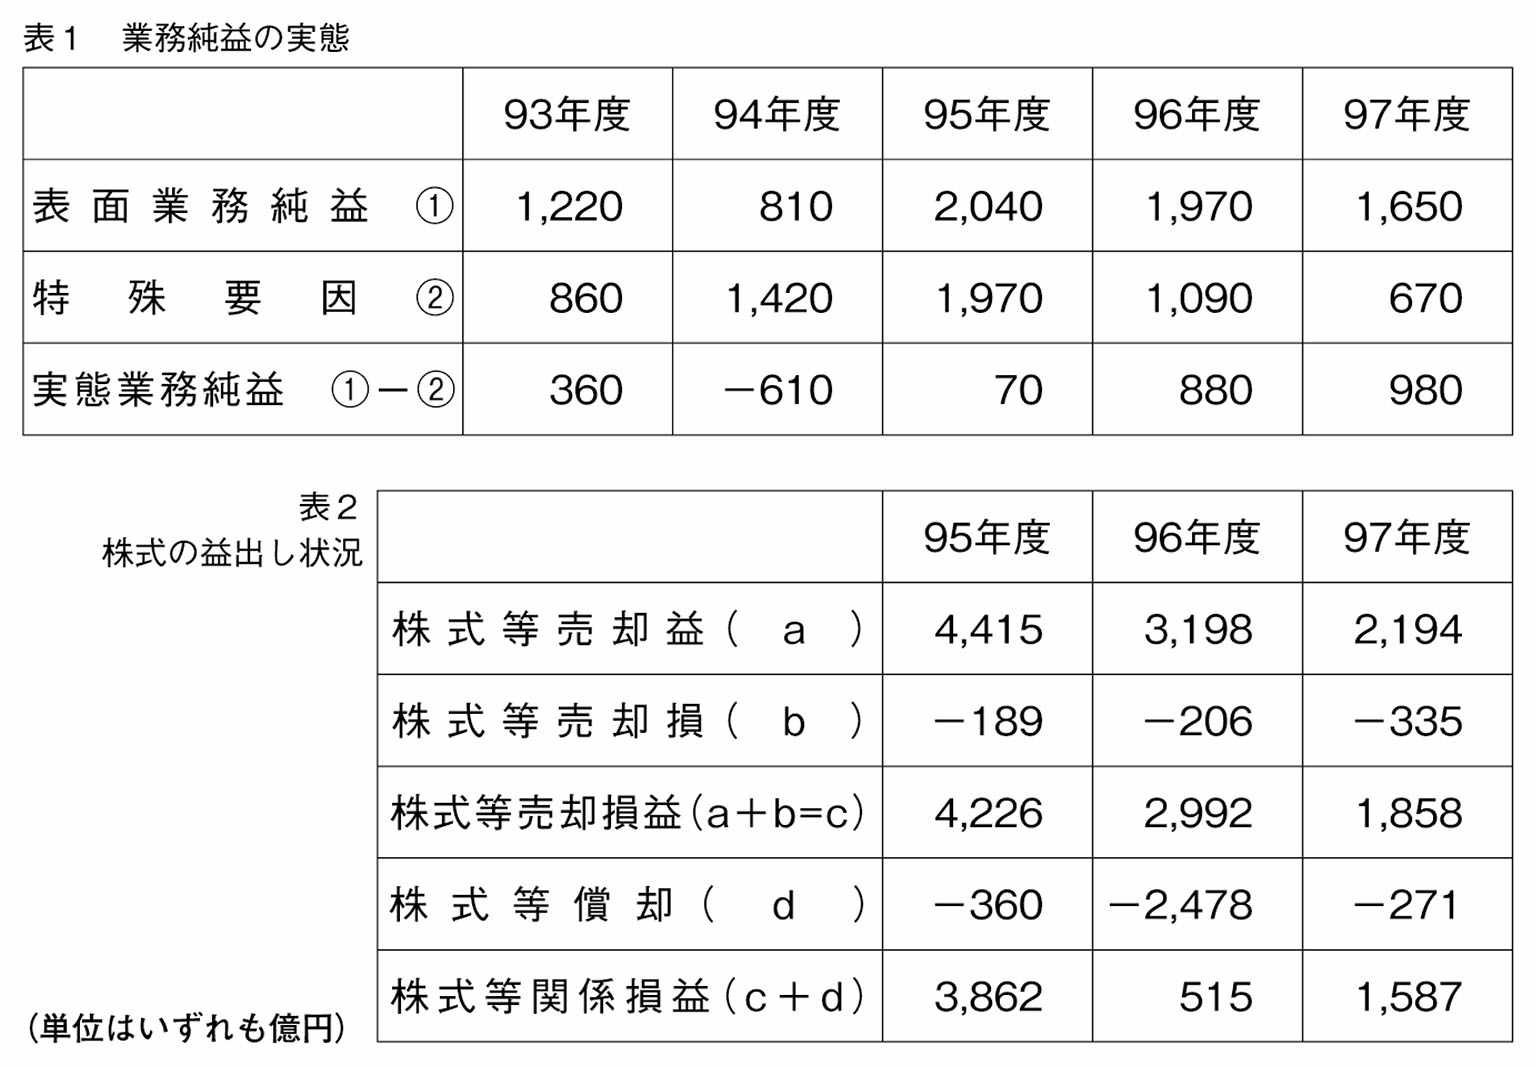 表1　業務純益の実態
93年度 94年度 95年度 96年度 97年度
表面業務純益 ① 1,220 810 2,040 1,970 1,650
特殊要因 ② 860 1,420 1,970 1,090 670
実態業務純益 ①－② 360 －610 70 880 980
表2
株式の益出し状況
95年度 96年度 97年度
株式等売却益(a) 4,415 3,198 2,194
株式等売却損(b) －189 －206 －335
株式等売却損益(a＋b=c) 4,226 2,992 1,858
株式等償却(d) －360 －2,478 －271
株式等関係損益(c＋d) 3,862 515 1,587
(単位はいずれも億円)